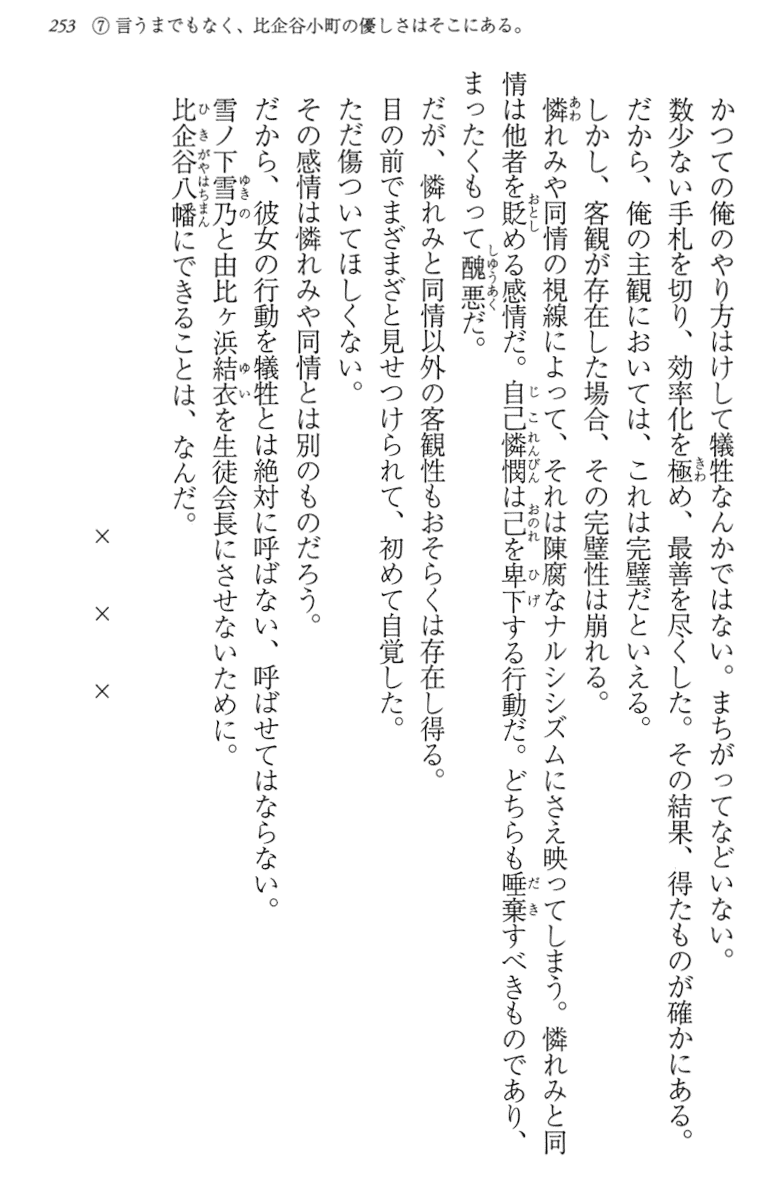 253 ⑦ 言うまでもなく、比企谷小町の優しさはそこにある。
かつての俺のやり方はけして犠牲なんかではない。まちがってなどいない。
数少ない手札を切り、効率化を極め、最善を尽くした。その結果、得たものが確かにある。
だから、俺の主観においては、これは完璧だといえる。
しかし、客観が存在した場合、その完璧性は崩れる。
憐れみや同情の視線によって、それは陳腐なナルシシズムにさえ映ってしまう。憐れみと同
情は他者を貶める感情だ。自己憐憫は己を卑下する行動だ。どちらも唾棄すべきものであり、
まったくもって醜悪だ。
だが、憐れみと同情以外の客観性もおそらくは存在し得る。
目の前でまざまざと見せつけられて、初めて自覚した。
ただ傷ついてほしくない。
その感情は憐れみや同情とは別のものだろう。
だから、彼女の行動を犠牲とは絶対に呼ばない、呼ばせてはならない。
雪ノ下雪乃と由比ヶ浜結衣を生徒会長にさせないために。
比企谷八幡にできることは、なんだ。
× × ×